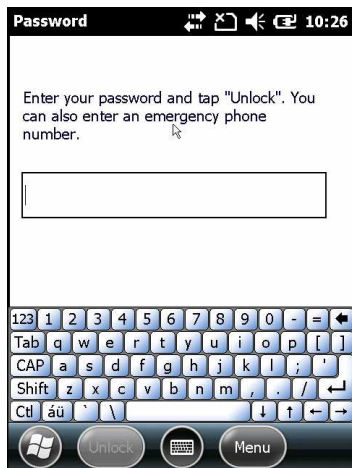 Password 10:26
Enter your password and tap "Unlock". You
can also enter an emergency phone
number.
123 1 2 3 4 5 6 7 8 9 0 - =
Tab q w e r t y u i o p [ ]
CAP a s d f g h j k l ; '
Shift z x c v b n m , . /
Ctl áü ` \
Unlock Menu